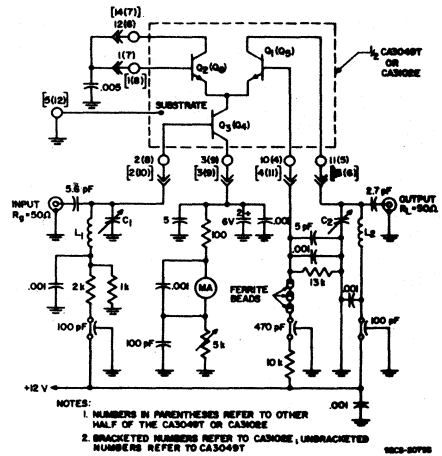 [14(7)]
12(6)
1(7)
[1(8)]
.005
[5(12)]
SUBSTRATE
Q2(Q6)
Q1(Q5)
Q3(Q4)
1/2 CA3049T
OR
CA3102E
2(8)
[2(10)]
3(9)
[3(9)]
10(4)
[4(11)]
11(5)
INPUT
Rg=50Ω
5.6 pF
C1
L1
5
100
2
6V
.001
5 pF
.001
C2
L2
2.7 pF
OUTPUT
RL=50Ω
.001
2k
1k
.001
MA
FERRITE
BEADS
13k
.001
100 pF
100 pF
5k
470 pF
100 pF
10k
+12 V
.001
NOTES:
1. NUMBERS IN PARENTHESES REFER TO OTHER
HALF OF THE CA3049T OR CA3102E
2. BRACKETED NUMBERS REFER TO CA3102E; UNBRACKETED
NUMBERS REFER TO CA3049T